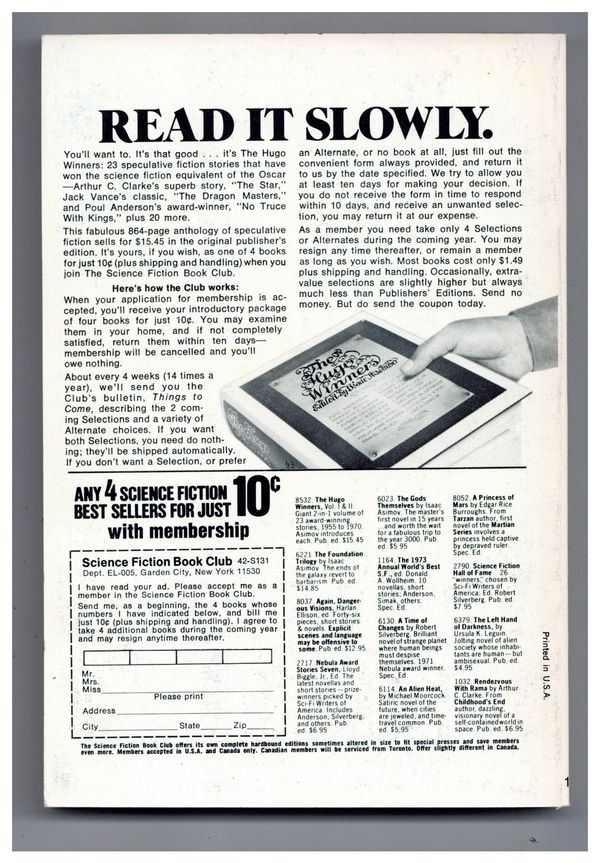 READ IT SLOWLY.
You'll want to. It's that good . . . it's The Hugo
Winners: 23 speculative fiction stories that have
won the science fiction equivalent of the Oscar
—Arthur C. Clarke's superb story, "The Star,"
Jack Vance's classic, "The Dragon Masters,"
and Poul Anderson's award-winner, "No Truce
With Kings," plus 20 more.
This fabulous 864-page anthology of speculative
fiction sells for $15.45 in the original publisher's
edition. It's yours, if you wish, as one of 4 books
for just 10¢ (plus shipping and handling) when you
join The Science Fiction Book Club.
Here's how the Club works:
When your application for membership is ac-
cepted, you'll receive your introductory package
of four books for just 10¢. You may examine
them in your home, and if not completely
satisfied, return them within ten days—
membership will be cancelled and you'll
owe nothing.
About every 4 weeks (14 times a
year), we'll send you the
Club's bulletin, Things to
Come, describing the 2 com-
ing Selections and a variety of
Alternate choices. If you want
both Selections, you need do noth-
ing; they'll be shipped automatically.
If you don't want a Selection, or prefer
an Alternate, or no book at all, just fill out the
convenient form always provided, and return it
to us by the date specified. We try to allow you
at least ten days for making your decision. If
you do not receive the form in time to respond
within 10 days, and receive an unwanted selec-
tion, you may return it at our expense.
As a member you need take only 4 Selections
or Alternates during the coming year. You may
resign any time thereafter, or remain a member
as long as you wish. Most books cost only $1.49
plus shipping and handling. Occasionally, extra-
value selections are slightly higher but always
much less than Publishers' Editions. Send no
money. But do send the coupon today.
The
Hugo
Winners
Edited by Isaac Asimov
ANY 4 SCIENCE FICTION
BEST SELLERS FOR JUST 10¢
with membership
Science Fiction Book Club 42-S131
Dept. EL-005, Garden City, New York 11530
I have read your ad. Please accept me as a
member in the Science Fiction Book Club.
Send me, as a beginning, the 4 books whose
numbers I have indicated below, and bill me
just 10¢ (plus shipping and handling). I agree to
take 4 additional books during the coming year
and may resign anytime thereafter.
Mr.
Mrs.
Miss
Please print
Address
City State Zip
8532. The Hugo
Winners, Vol. I & II.
Giant 2-in-1 volume of
23 award-winning
stories, 1955 to 1970.
Asimov introduces
each. Pub. ed. $15.45
6221 The Foundation
Trilogy by Isaac
Asimov. The ends of
the galaxy revert to
barbarism. Pub. ed.
$14.85
8037. Again, Danger-
ous Visions, Harlan
Ellison, ed. Forty-six
pieces, short stories
& novels. Explicit
scenes and language
may be offensive to
some. Pub. ed. $12.95
2717. Nebula Award
Stories Seven, Lloyd
Biggle, Jr., Ed. The
latest novellas and
short stories — prize-
winners picked by
Sci-Fi Writers of
America. Includes
Anderson, Silverberg,
and others. Pub.
ed. $6.95
6023. The Gods
Themselves by Isaac
Asimov. The master's
first novel in 15 years
. . . and worth the wait
for a fabulous trip to
the year 3000. Pub.
ed. $5.95
1164. The 1973
Annual World's Best
S.F., ed. Donald
A. Wollheim. 10
novellas, short
stories; Anderson,
Simak, others.
Spec. Ed.
6130. A Time of
Changes by Robert
Silverberg. Brilliant
novel of strange planet
where human beings
must despise
themselves. 1971
Nebula award winner.
Spec. Ed.
6114. An Alien Heat,
by Michael Moorcock.
Satiric novel of the
future, when cities
are jeweled, and time-
travel common. Pub.
ed. $5.95
8052. A Princess of
Mars by Edgar Rice
Burroughs. From
Tarzan author, first
novel of the Martian
Series involves a
princess held captive
by depraved ruler.
Spec. Ed.
2790. Science Fiction
Hall of Fame. 26
"winners," chosen by
Sci-Fi Writers of
America. Ed. Robert
Silverberg. Pub. ed.
$7.95
6379. The Left Hand
of Darkness, by
Ursula K. Leguin.
Jolting novel of alien
society whose inhabi-
tants are human — but
ambisexual. Pub. ed.
$4.95
1032. Rendezvous
With Rama by Arthur
C. Clarke. From
Childhood's End
author, dazzling,
visionary novel of a
self-contained world in
space. Pub. ed. $6.95
Printed in U.S.A.
The Science Fiction Book Club offers its own complete hardbound editions sometimes altered in size to fit special presses and save members
even more. Members accepted in U.S.A. and Canada only. Canadian members will be serviced from Toronto. Offer slightly different in Canada.
1